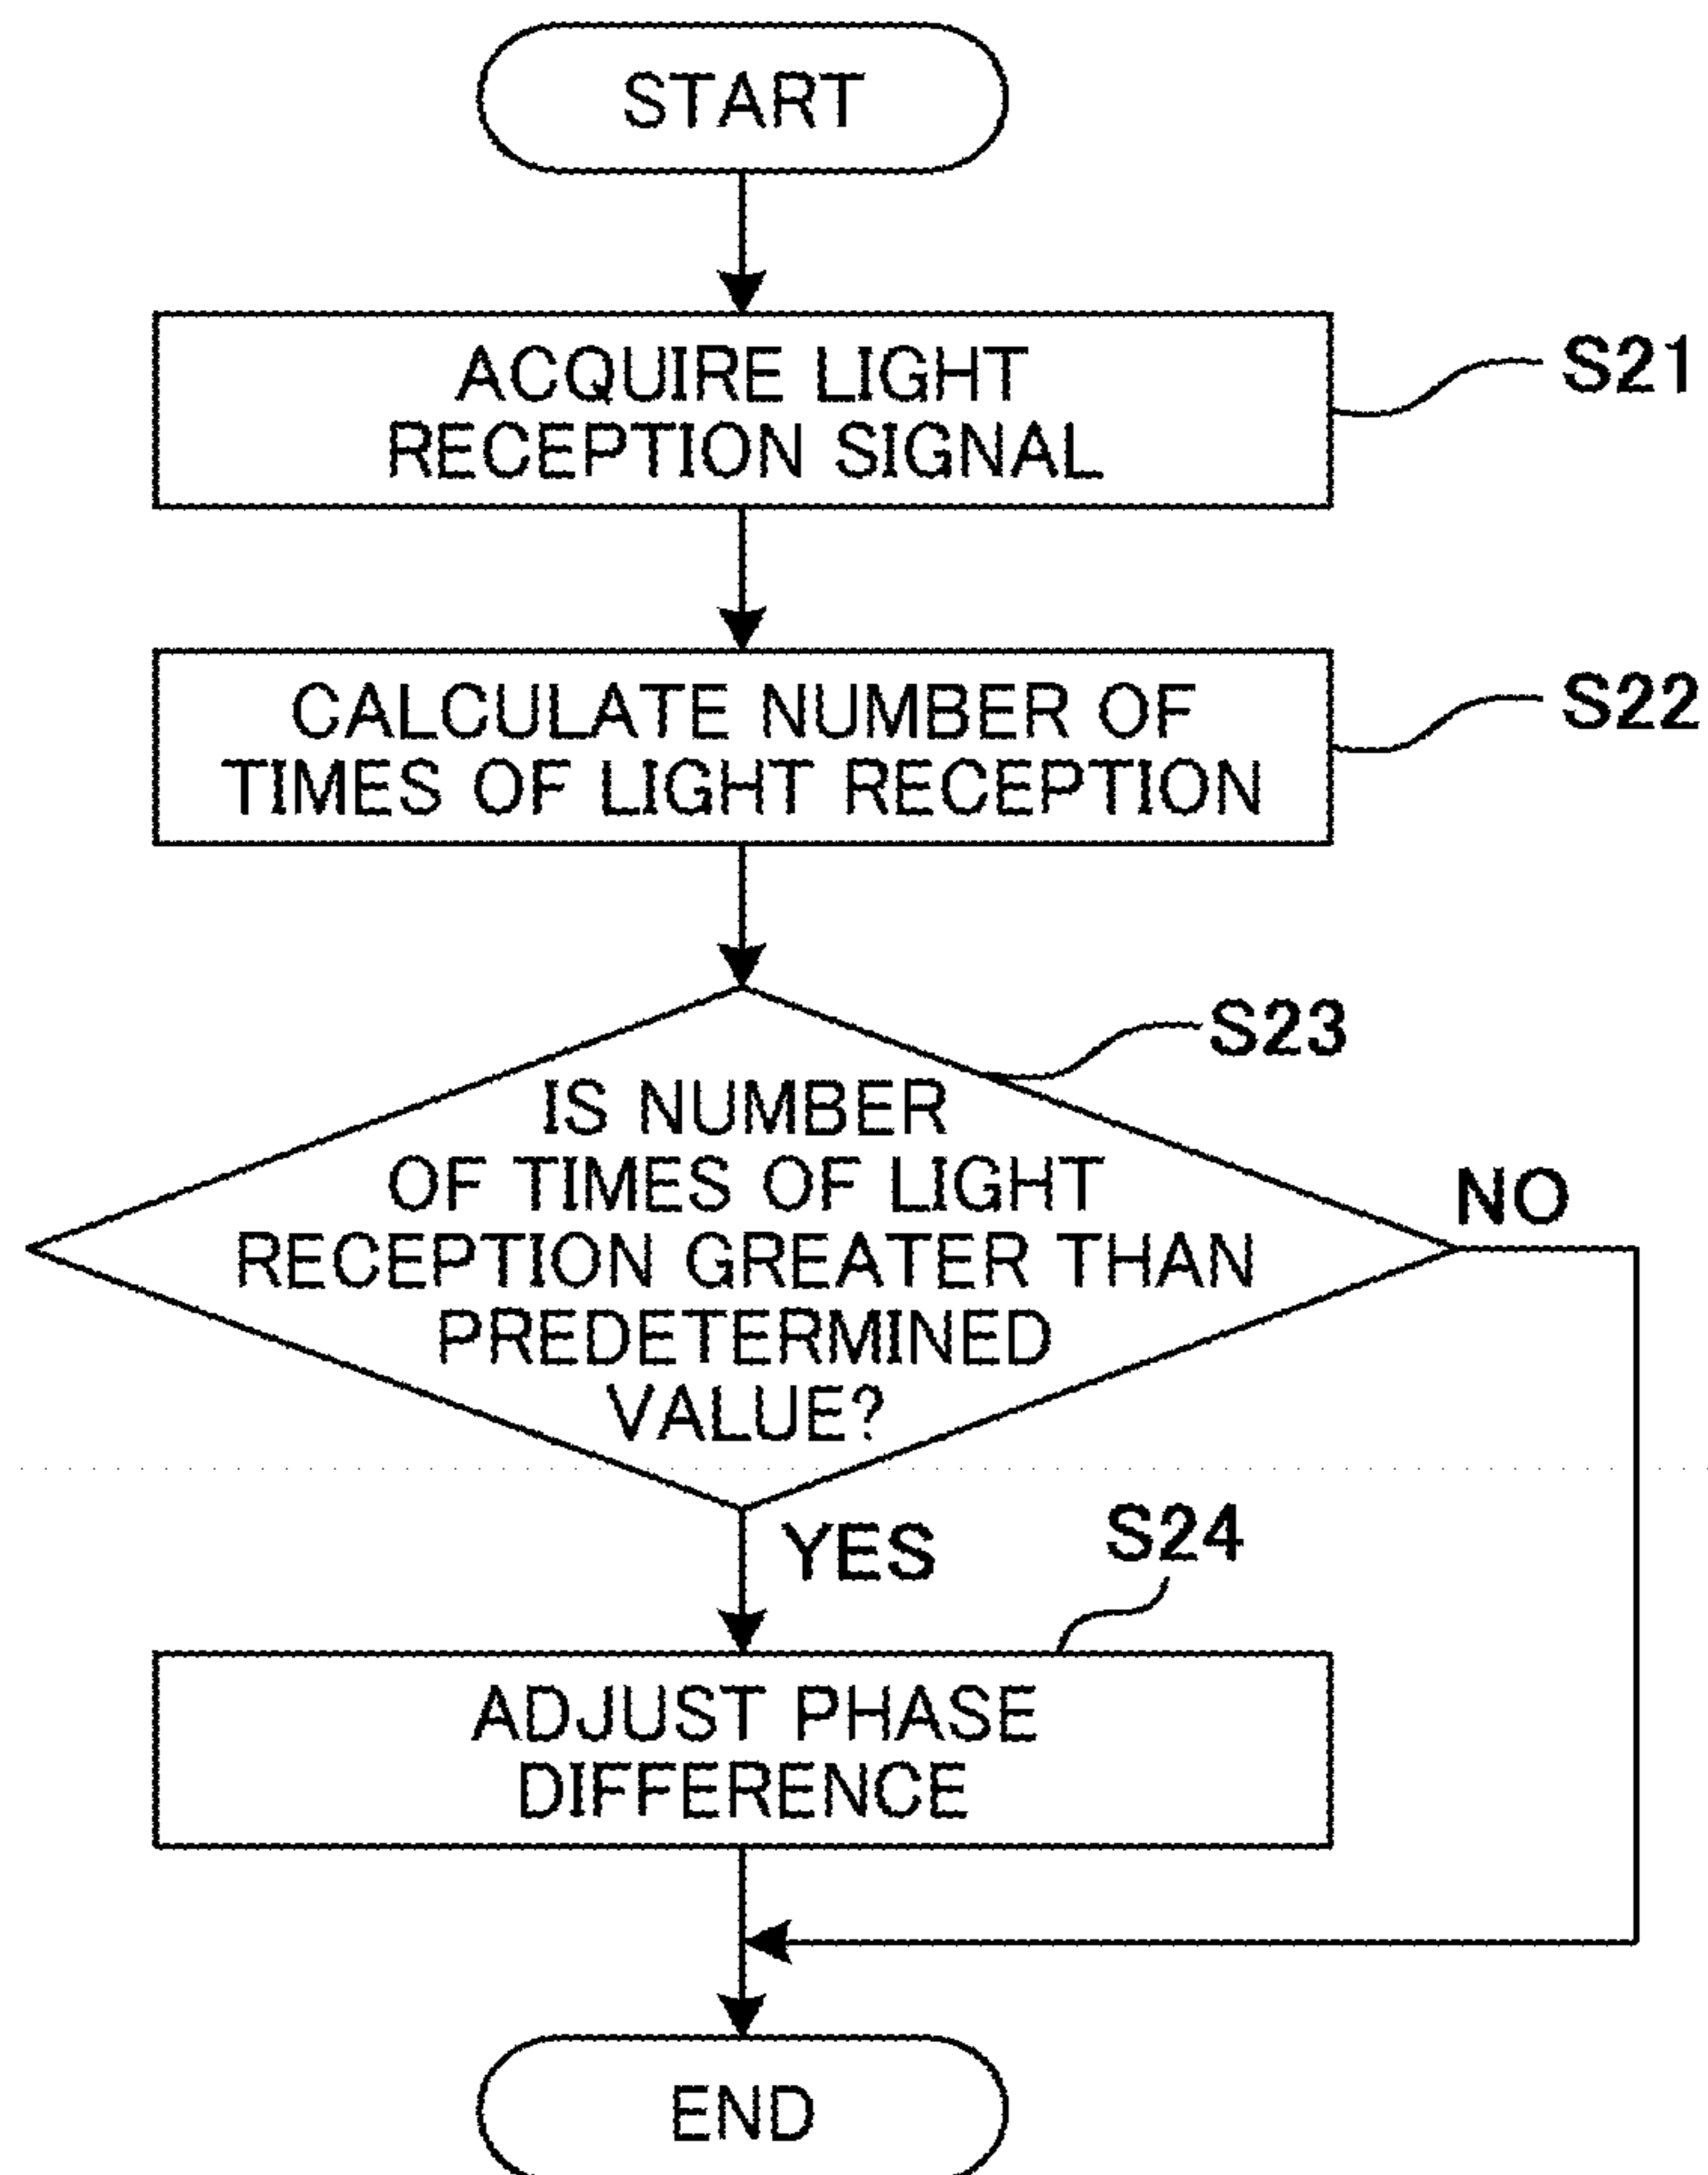 START
ACQUIRE LIGHT
RECEPTION SIGNAL
S21
CALCULATE NUMBER OF
TIMES OF LIGHT RECEPTION
S22
S23
IS NUMBER
OF TIMES OF LIGHT
RECEPTION GREATER THAN
PREDETERMINED
VALUE?
NO
YES
S24
ADJUST PHASE
DIFFERENCE
END